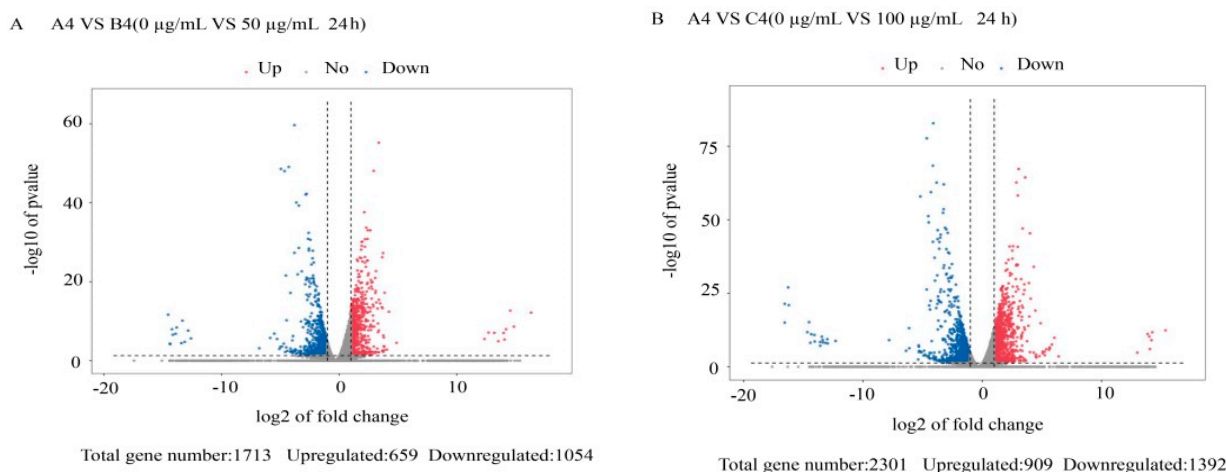 A A4 VS B4(0 μg/mL VS 50 μg/mL 24h)
Up No Down
60
40
20
0
-log10 of pvalue
-20 -10 0 10
log2 of fold change
Total gene number:1713 Upregulated:659 Downregulated:1054
B A4 VS C4(0 μg/mL VS 100 μg/mL 24 h)
Up No Down
75
50
25
0
-log10 of pvalue
-20 -10 0 10
log2 of fold change
Total gene number:2301 Upregulated:909 Downregulated:1392